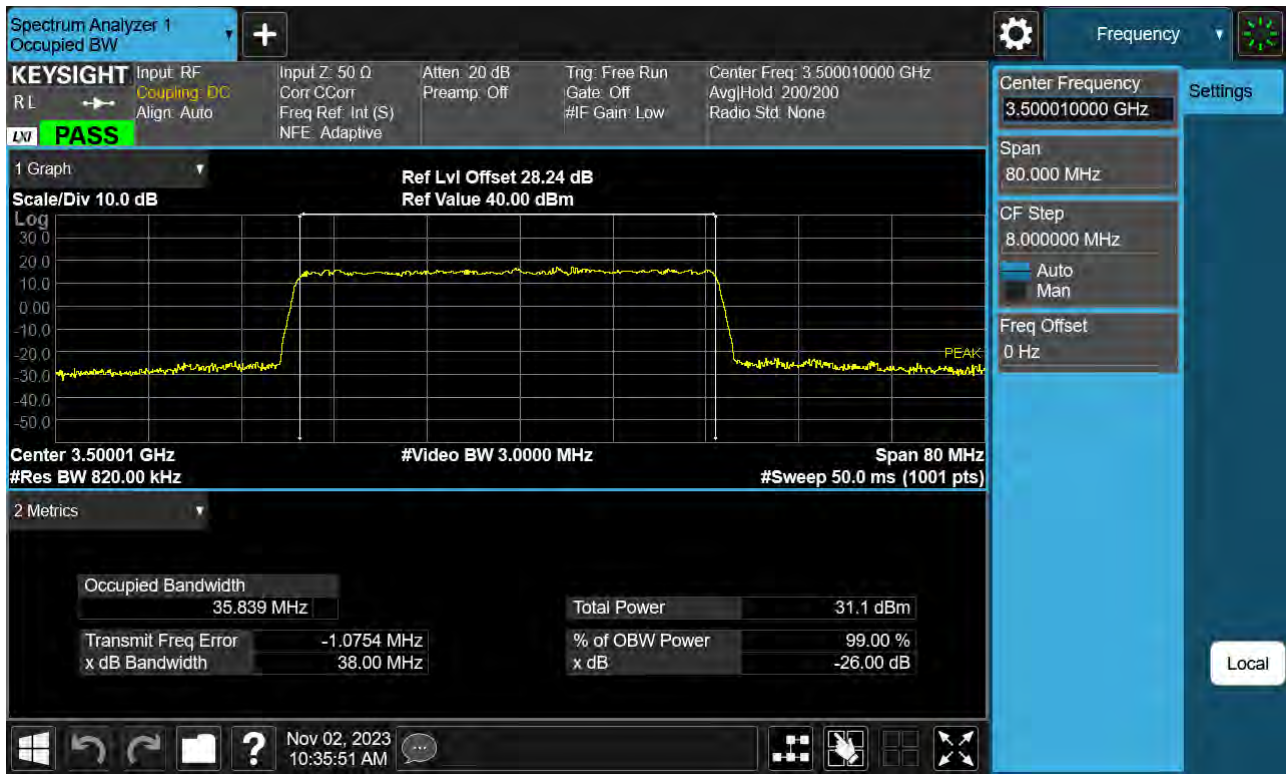 Spectrum Analyzer 1
Occupied BW
+
Frequency
KEYSIGHT
R L
LXI
PASS
Input: RF
Coupling: DC
Align: Auto
Input Z: 50 Ω
Corr CCorr
Freq Ref: Int (S)
NFE: Adaptive
Atten: 20 dB
Preamp: Off
Trig: Free Run
Gate: Off
#IF Gain: Low
Center Freq: 3.500010000 GHz
Avg|Hold: 200/200
Radio Std: None
1 Graph
Scale/Div 10.0 dB
Ref Lvl Offset 28.24 dB
Ref Value 40.00 dBm
Log
30.0
20.0
10.0
0.00
-10.0
-20.0
-30.0
-40.0
-50.0
PEAK
Center 3.50001 GHz
#Video BW 3.0000 MHz
Span 80 MHz
#Res BW 820.00 kHz
#Sweep 50.0 ms (1001 pts)
2 Metrics
Occupied Bandwidth
35.839 MHz
Transmit Freq Error -1.0754 MHz
x dB Bandwidth 38.00 MHz
Total Power 31.1 dBm
% of OBW Power 99.00 %
x dB -26.00 dB
Center Frequency
3.500010000 GHz
Span
80.000 MHz
CF Step
8.000000 MHz
Auto
Man
Freq Offset
0 Hz
Settings
Local
?
Nov 02, 2023
10:35:51 AM